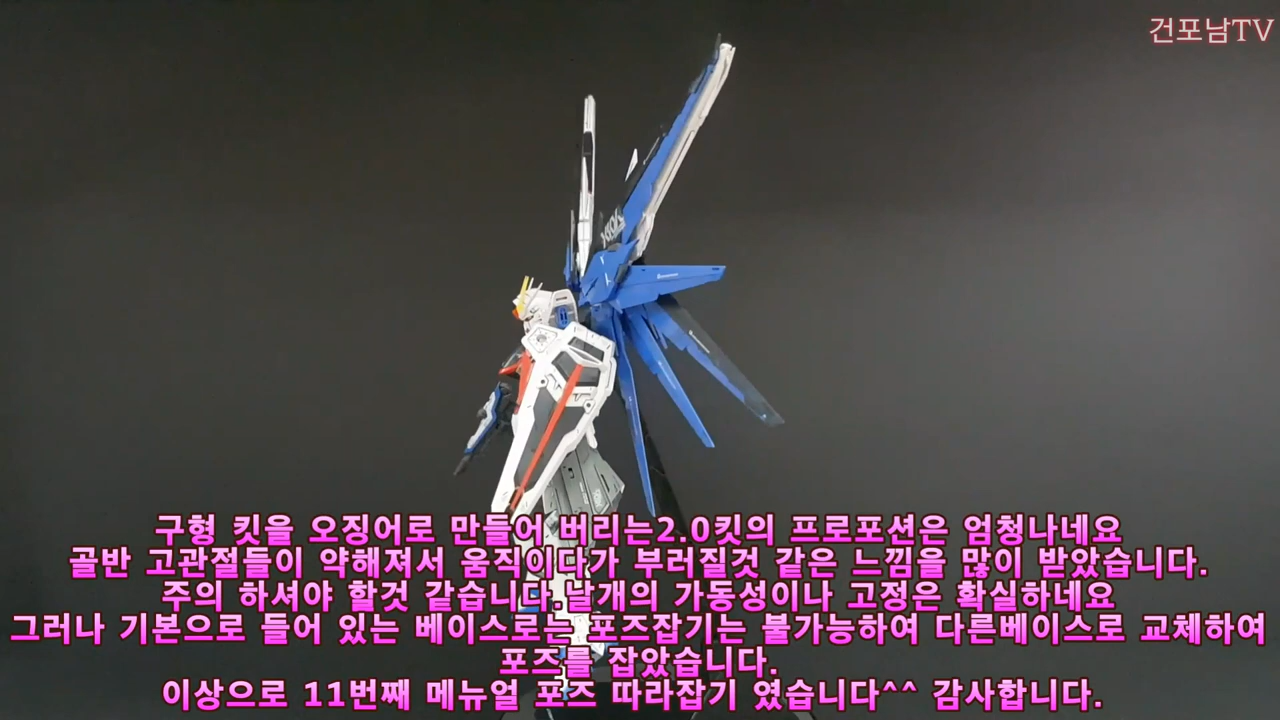 건포남TV
구형 킷을 오징어로 만들어 버리는2.0킷의 프로포션은 엄청나네요
골반 고관절들이 약해져서 움직이다가 부러질것 같은 느낌을 많이 받았습니다.
주의 하셔야 할것 같습니다.날개의 가동성이나 고정은 확실하네요
그러나 기본으로 들어 있는 베이스로는 포즈잡기는 불가능하여 다른베이스로 교체하여
포즈를 잡았습니다.
이상으로 11번째 메뉴얼 포즈 따라잡기 였습니다^^ 감사합니다.